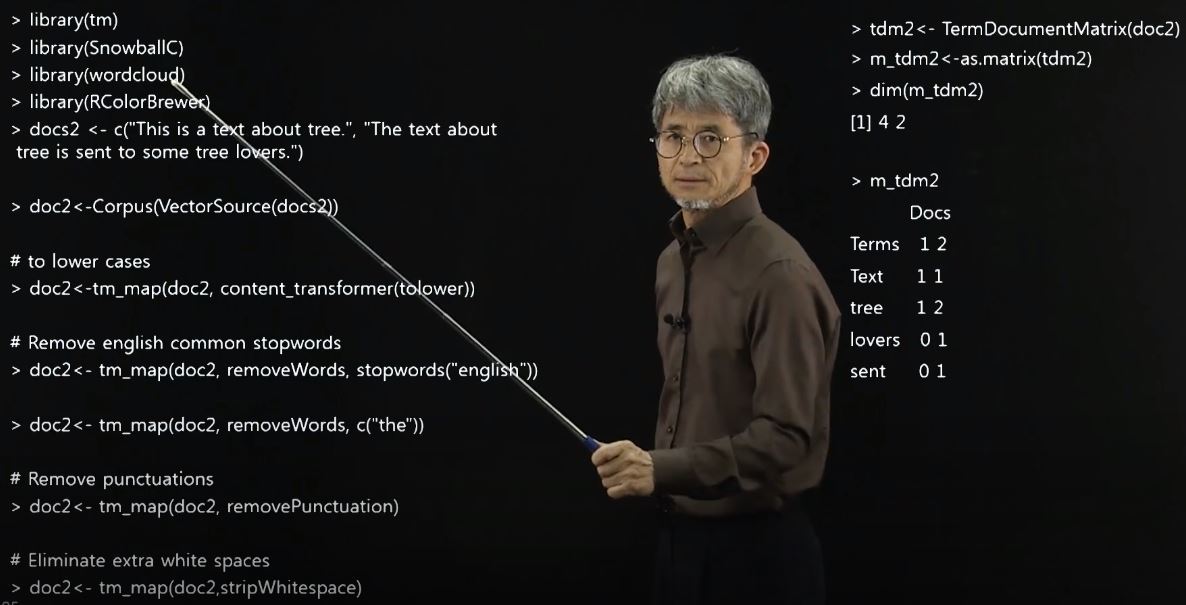 > library(tm)
> library(SnowballC)
> library(wordcloud)
> library(RColorBrewer)
> docs2 <- c("This is a text about tree.", "The text about
tree is sent to some tree lovers.")
> doc2<-Corpus(VectorSource(docs2))
# to lower cases
> doc2<-tm_map(doc2, content_transformer(tolower))
# Remove english common stopwords
> doc2<- tm_map(doc2, removeWords, stopwords("english"))
> doc2<- tm_map(doc2, removeWords, c("the"))
# Remove punctuations
> doc2<- tm_map(doc2, removePunctuation)
# Eliminate extra white spaces
> doc2<- tm_map(doc2,stripWhitespace)
> tdm2<- TermDocumentMatrix(doc2)
> m_tdm2<-as.matrix(tdm2)
> dim(m_tdm2)
[1] 4 2
> m_tdm2
Docs
Terms 1 2
Text 1 1
tree 1 2
lovers 0 1
sent 0 1